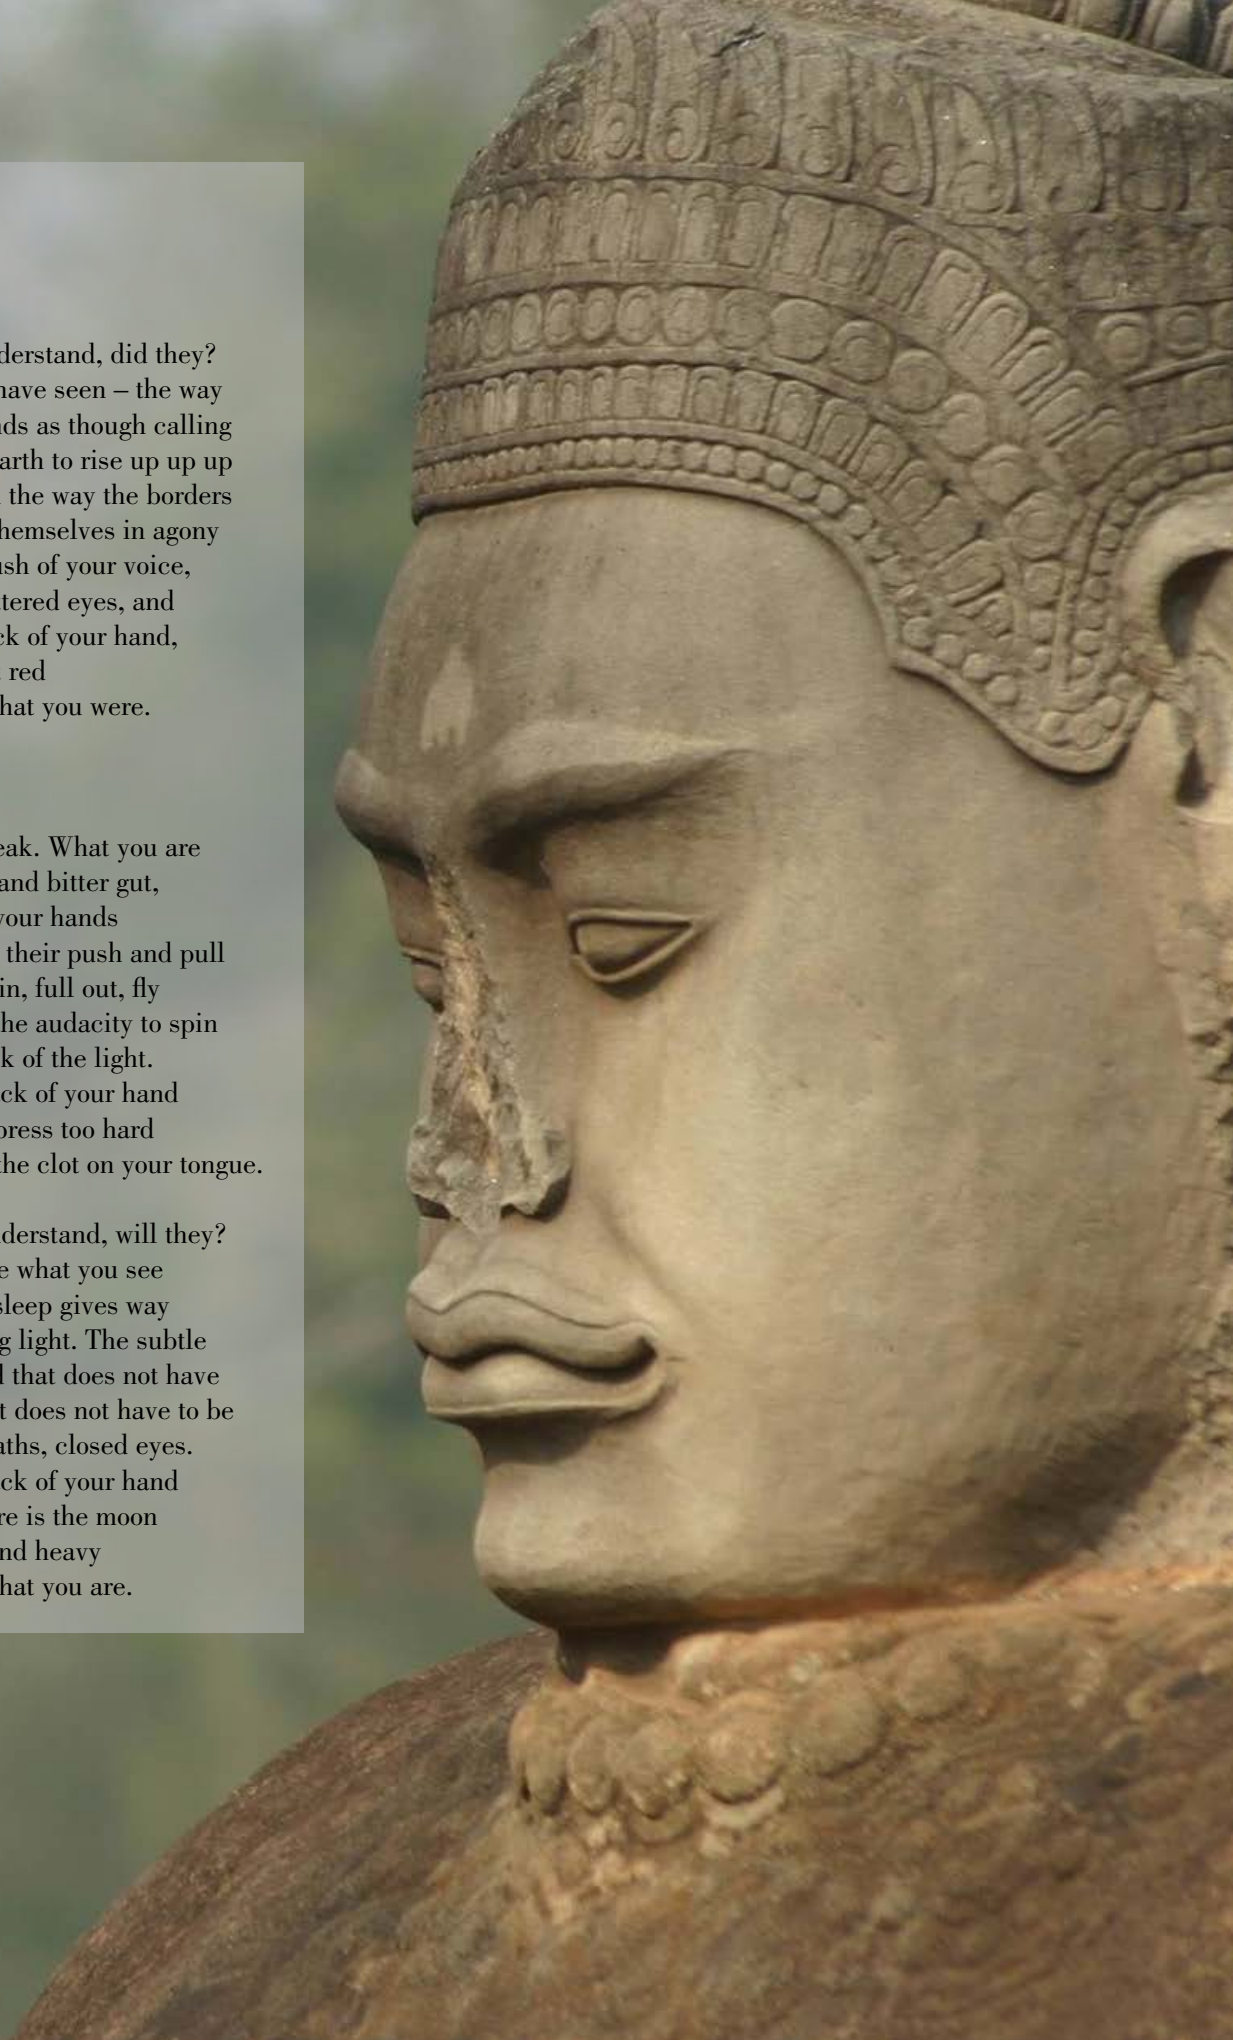 derstand, did they?
have seen – the way
nds as though calling
arth to rise up up up
the way the borders
hemselves in agony
ush of your voice,
tered eyes, and
ck of your hand,
red
hat you were.
eak. What you are
and bitter gut,
your hands
their push and pull
in, full out, fly
he audacity to spin
k of the light.
ck of your hand
press too hard
the clot on your tongue.
derstand, will they?
e what you see
sleep gives way
g light. The subtle
d that does not have
t does not have to be
aths, closed eyes.
ck of your hand
re is the moon
nd heavy
hat you are.